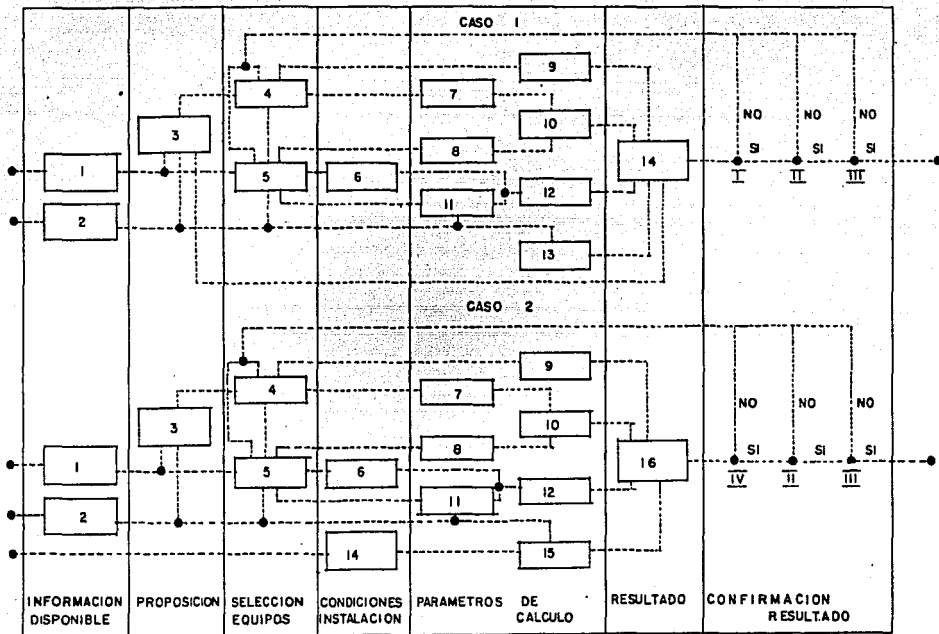 CASO 1
9
4
7
NO
NO
NO
10
3
SI
SI
SI
8
14
1
5
6
I
II
III
12
11
2
13
CASO 2
9
4
7
NO
NO
NO
10
3
8
SI
SI
SI
16
1
5
6
IV
II
III
12
11
2
14
15
INFORMACION DISPONIBLE
PROPOSICION
SELECCION EQUIPOS
CONDICIONES INSTALACION
PARAMETROS DE CALCULO
RESULTADO
CONFIRMACION RESULTADO